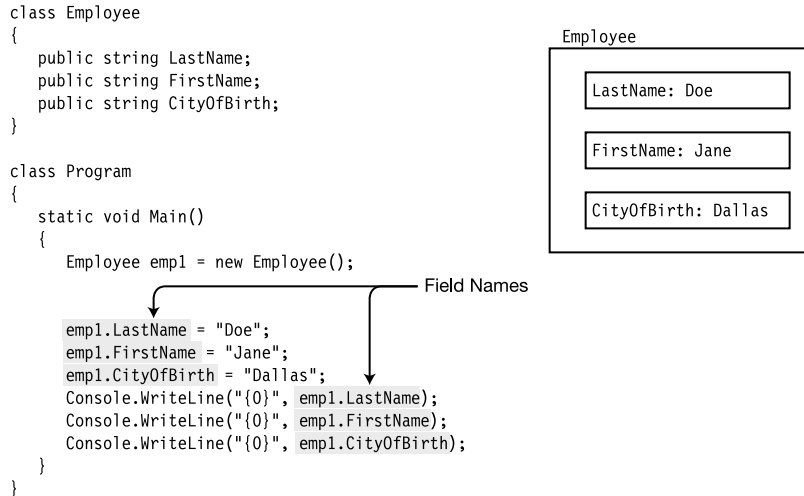 class Employee
{
   public string LastName;
   public string FirstName;
   public string CityOfBirth;
}
class Program
{
   static void Main()
   {
      Employee emp1 = new Employee();
Field Names
      emp1.LastName = "Doe";
      emp1.FirstName = "Jane";
      emp1.CityOfBirth = "Dallas";
      Console.WriteLine("{0}", emp1.LastName);
      Console.WriteLine("{0}", emp1.FirstName);
      Console.WriteLine("{0}", emp1.CityOfBirth);
   }
}
Employee
LastName: Doe
FirstName: Jane
CityOfBirth: Dallas